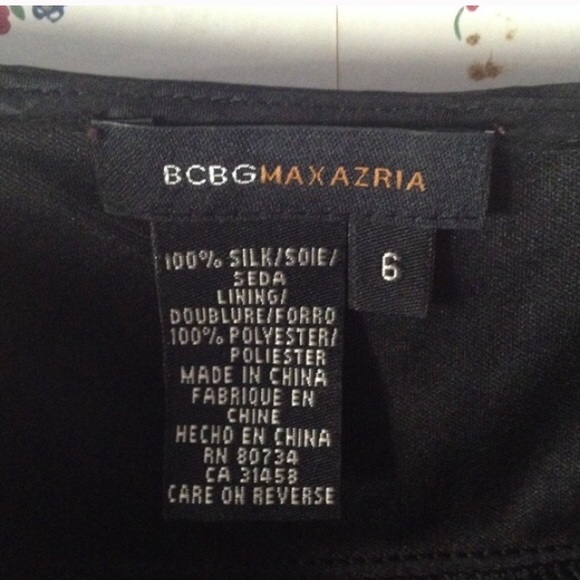 BCBGMAXAZRIA
6
100% SILK/SOIE/
SEDA
LINING/
DOUBLURE/FORRO
100% POLYESTER/
POLIESTER
MADE IN CHINA
FABRIQUE EN
CHINE
HECHO EN CHINA
RN 80734
CA 31458
CARE ON REVERSE